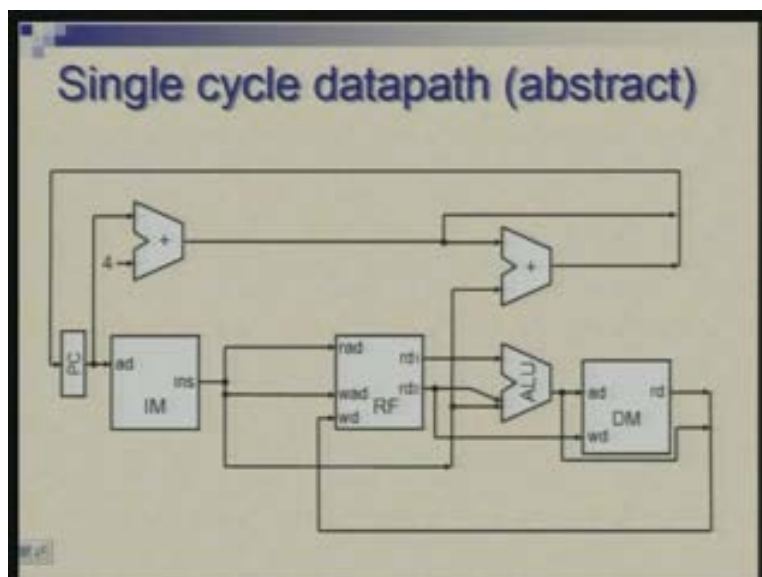 Single cycle datapath (abstract)
+
4
+
PC
ad
ins
IM
rad
wad
wd
rd1
rd2
RF
ALU
ad
rd
wd
DM